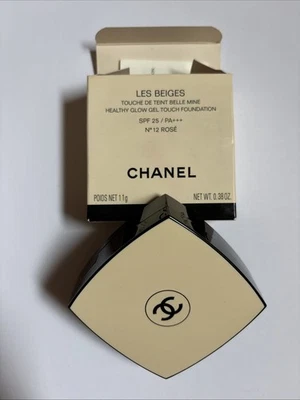 LES BEIGES
TOUCHE DE TEINT BELLE MINE
HEALTHY GLOW GEL TOUCH FOUNDATION
SPF 25 / PA+++
N°12 ROSÉ
CHANEL
POIDS NET 11g NET WT. 0.38 OZ.